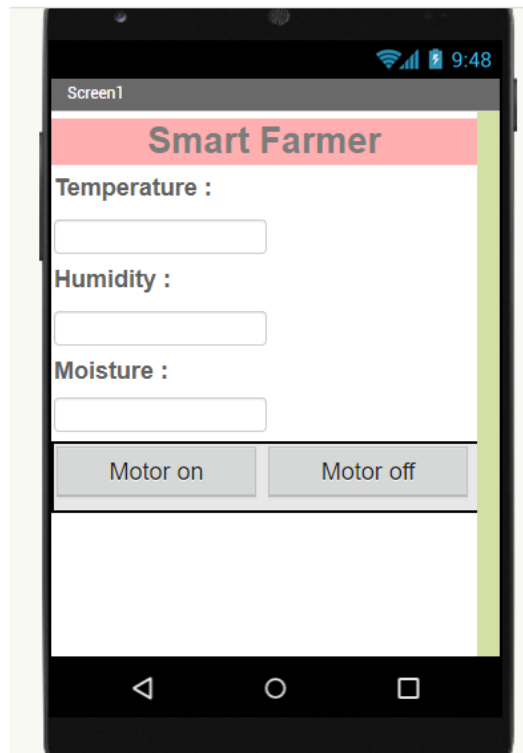 9:48
Screen1
Smart Farmer
Temperature :
Humidity :
Moisture :
Motor on Motor off